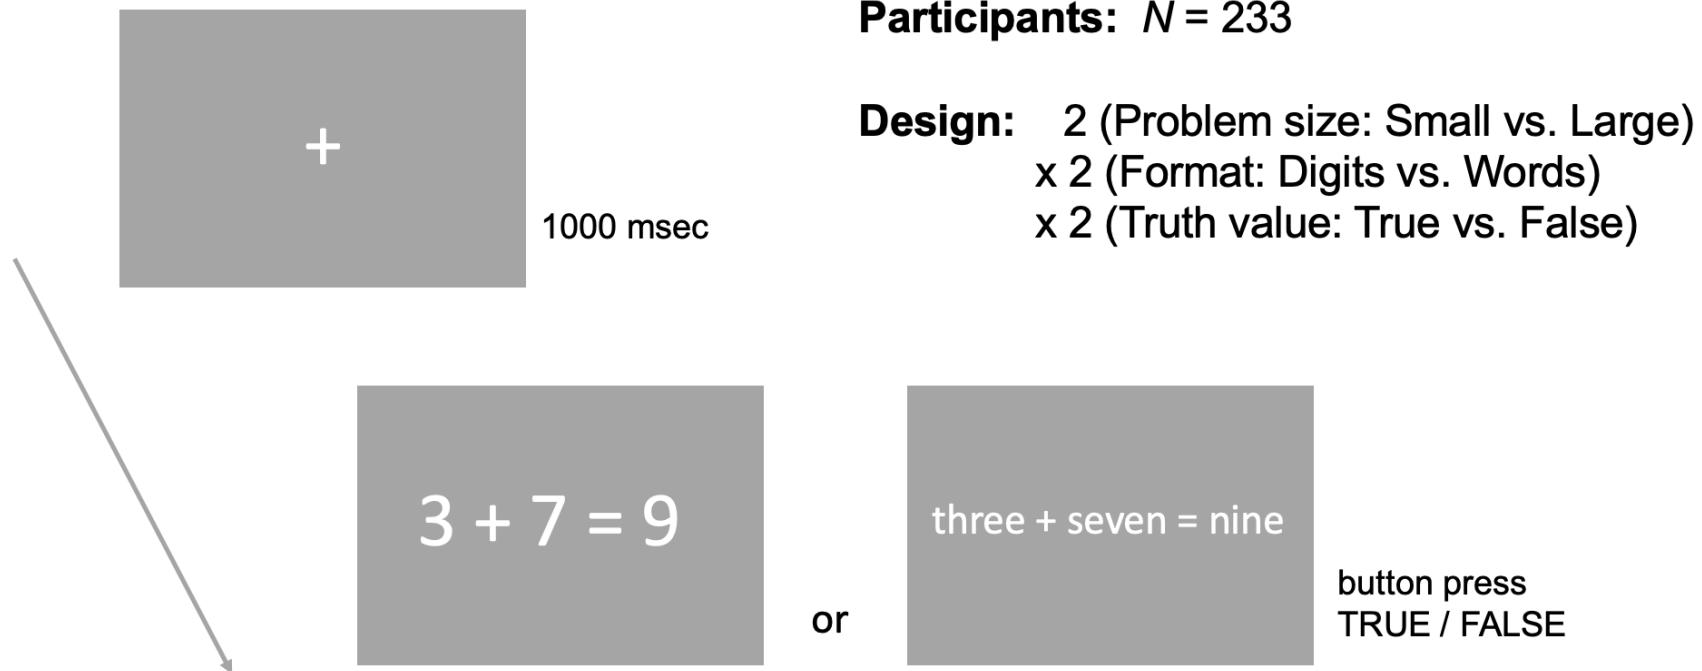 +
1000 msec
Participants: N = 233
Design: 2 (Problem size: Small vs. Large)
x 2 (Format: Digits vs. Words)
x 2 (Truth value: True vs. False)
3 + 7 = 9
or
three + seven = nine
button press
TRUE / FALSE